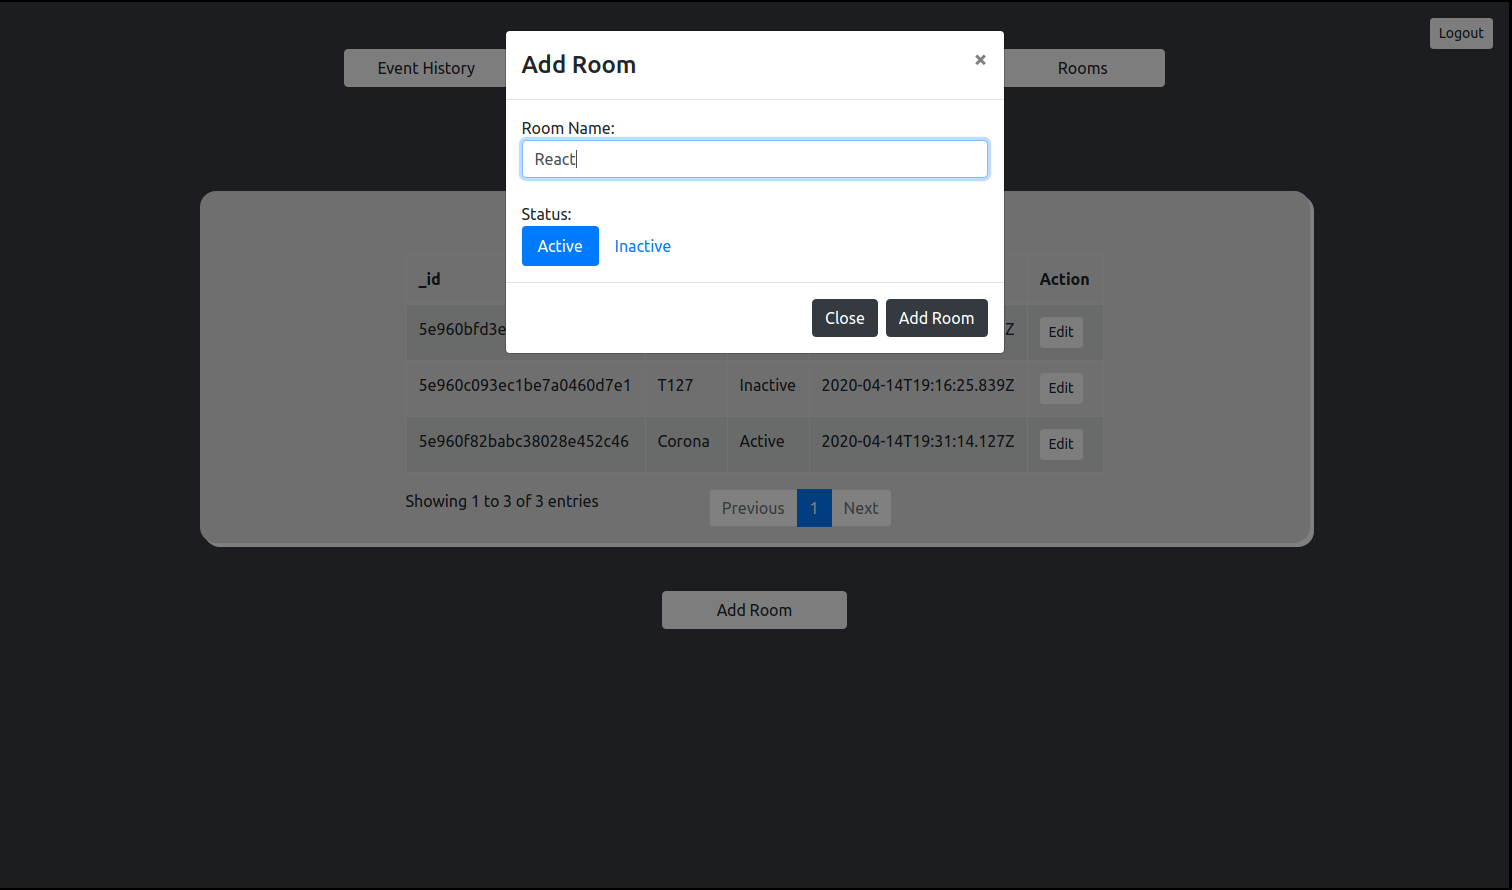 Logout
Event History
Rooms
Add Room
×
Room Name:
React
Status:
Active Inactive
Close Add Room
_id Action
5e960bfd3e Z Edit
5e960c093ec1be7a0460d7e1 T127 Inactive 2020-04-14T19:16:25.839Z Edit
5e960f82babc38028e452c46 Corona Active 2020-04-14T19:31:14.127Z Edit
Showing 1 to 3 of 3 entries
Previous 1 Next
Add Room